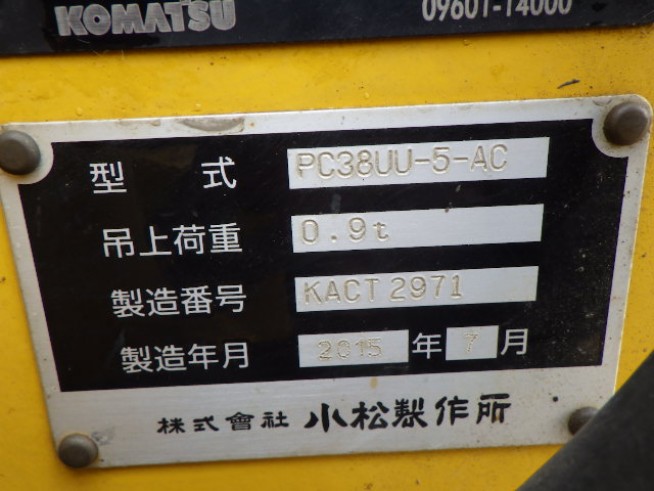 KOMATSU 09601-14000
型 式 PC38UU-5-AC
吊上荷重 0.9t
製造番号 KACT 2971
製造年月 2015 年 7 月
株式會社 小松製作所